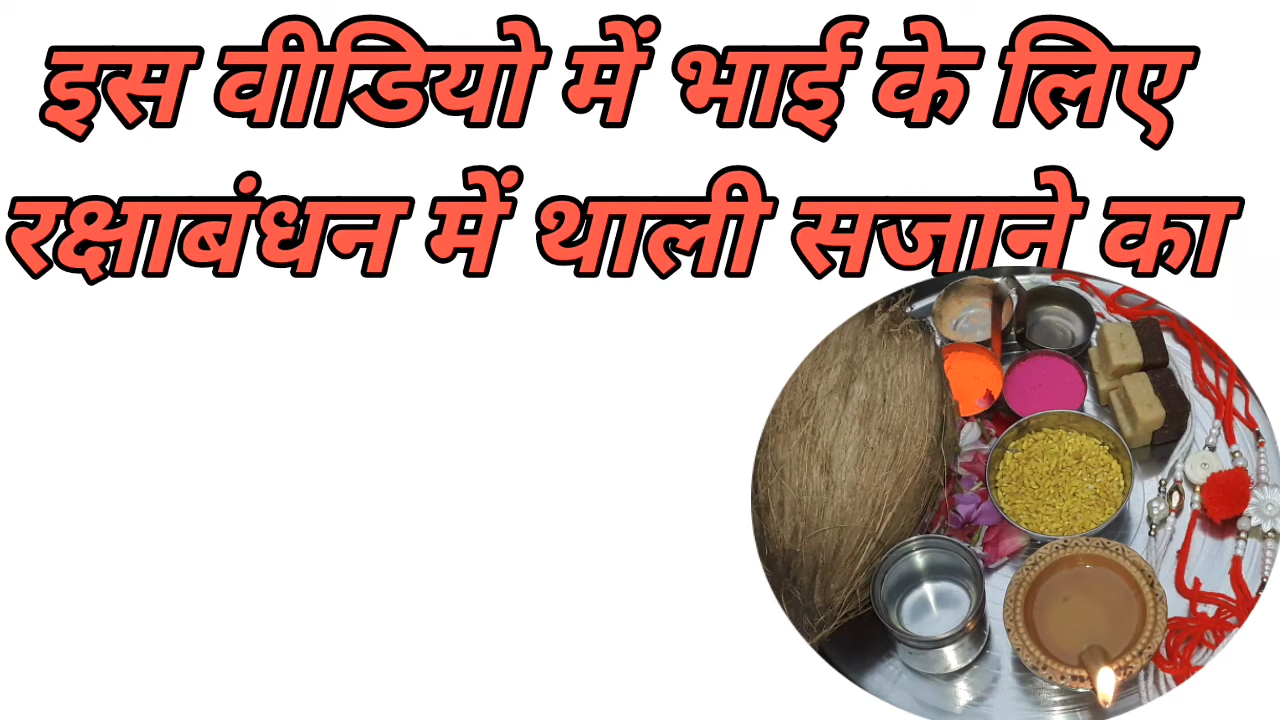 इस वीडियो में भाई के लिए
रक्षाबंधन में थाली सजाने का